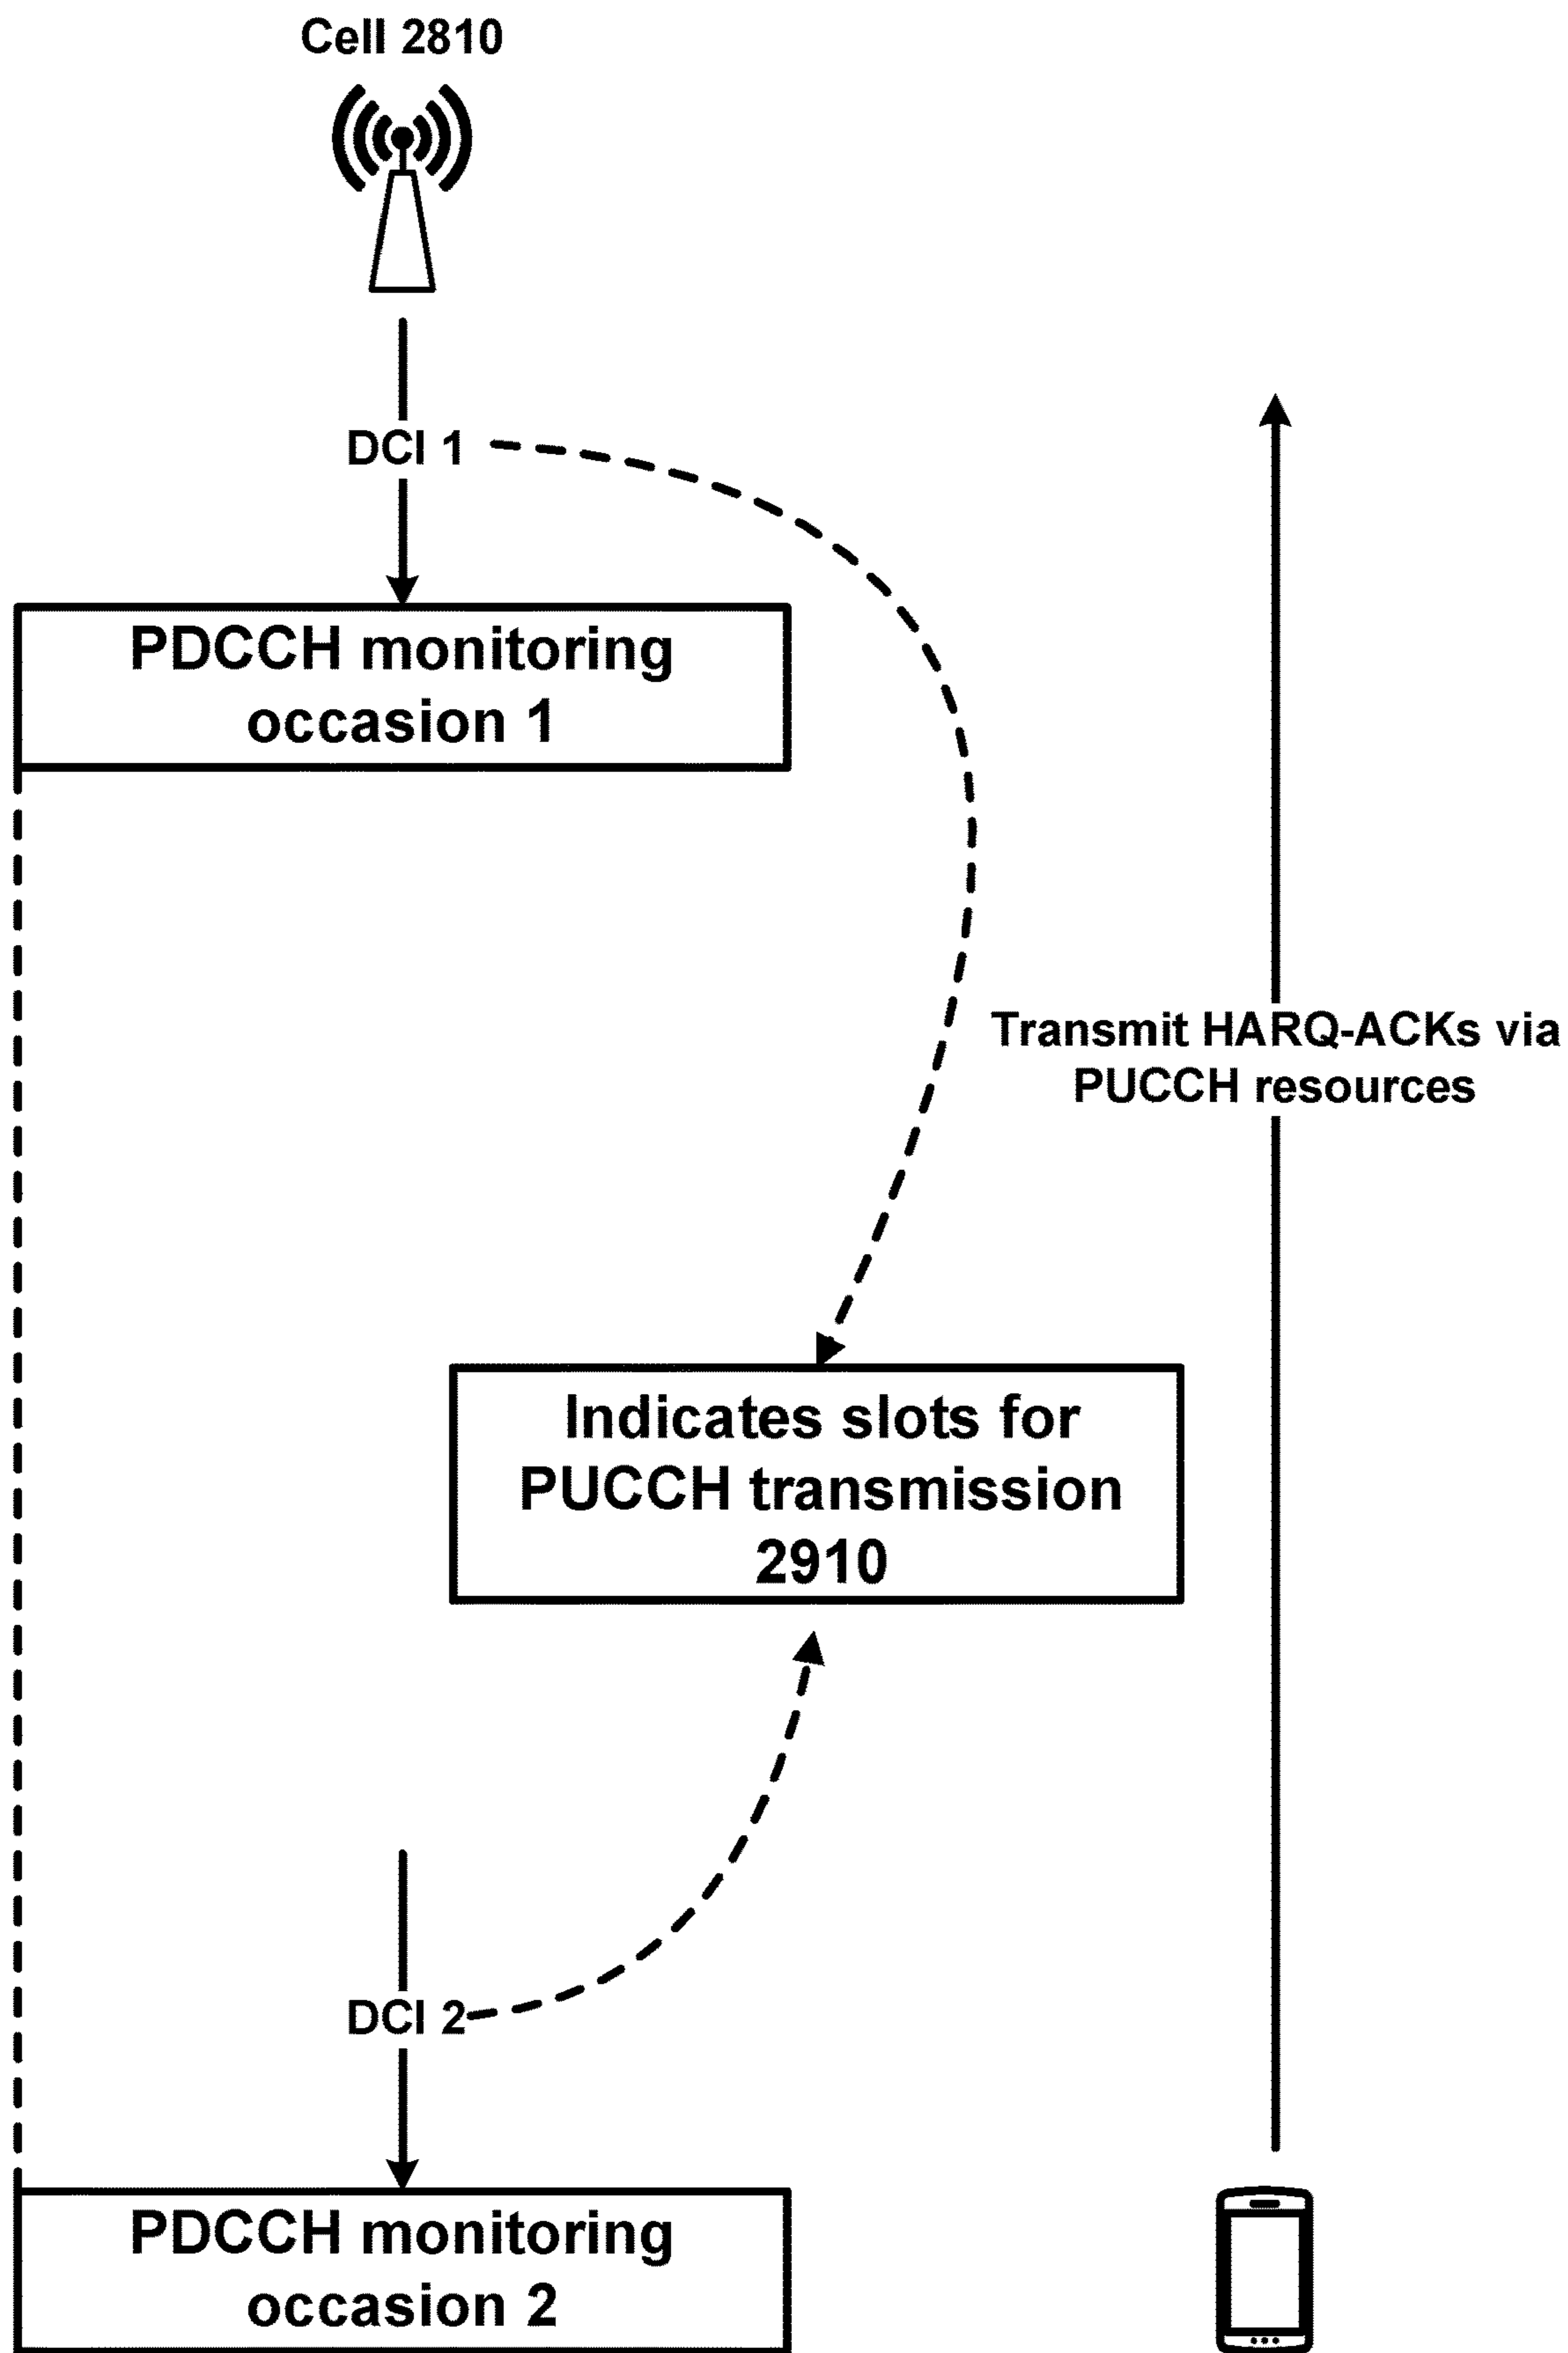 Cell 2810
DCI 1
PDCCH monitoring
occasion 1
Transmit HARQ-ACKs via
PUCCH resources
Indicates slots for
PUCCH transmission
2910
DCI 2
PDCCH monitoring
occasion 2